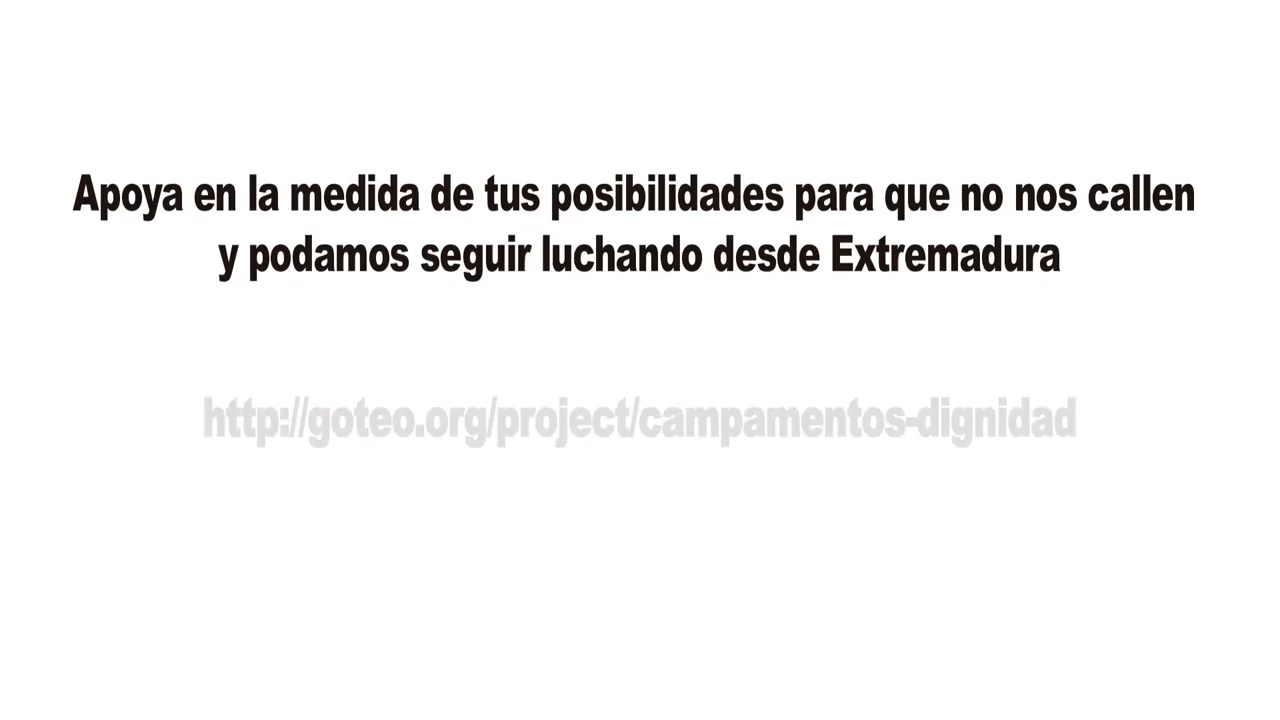 Apoya en la medida de tus posibilidades para que no nos callen
y podamos seguir luchando desde Extremadura
http://goteo.org/project/campamentos-dignidad